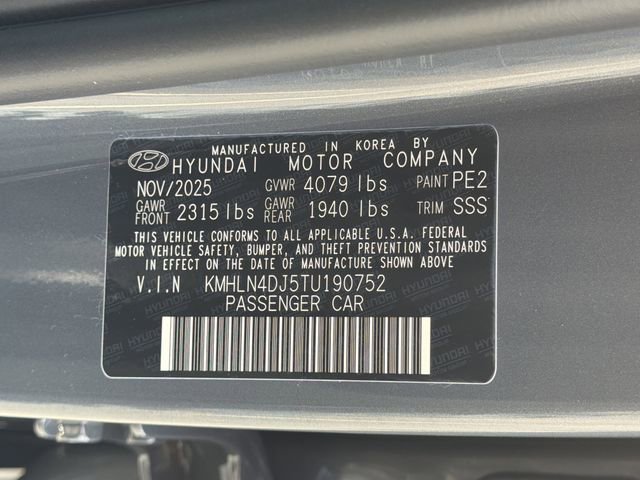 MANUFACTURED IN KOREA BY
HYUNDAI MOTOR COMPANY
NOV/2025 GVWR 4079 lbs PAINT PE2
GAWR FRONT 2315 lbs GAWR REAR 1940 lbs TRIM SSS
THIS VEHICLE CONFORMS TO ALL APPLICABLE U.S.A. FEDERAL
MOTOR VEHICLE SAFETY, BUMPER, AND THEFT PREVENTION STANDARDS
IN EFFECT ON THE DATE OF MANUFACTURE SHOWN ABOVE
V.I.N KMHLN4DJ5TU190752
PASSENGER CAR